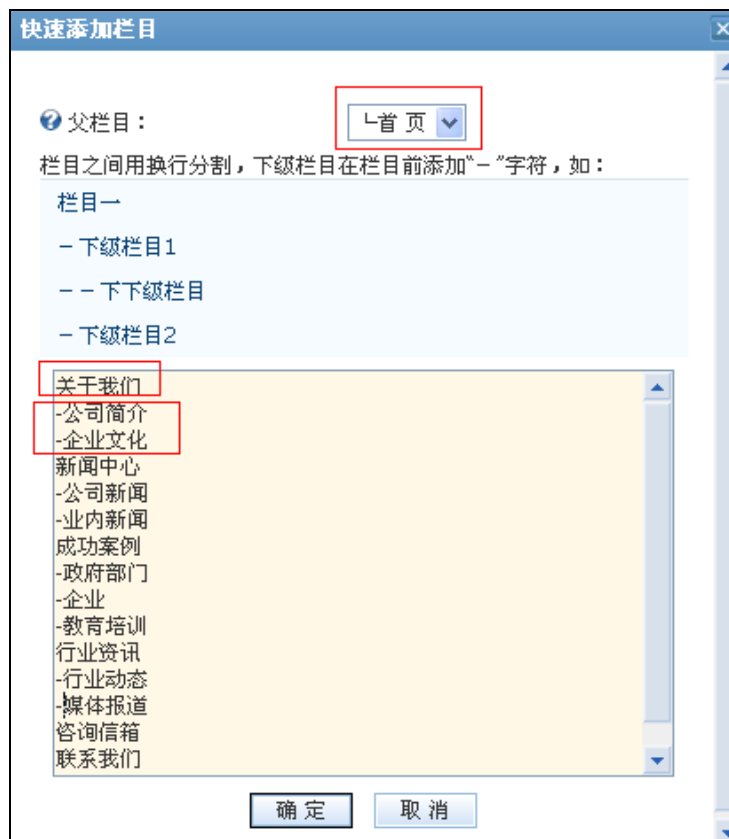 快速添加栏目
父栏目：
└首 页
栏目之间用换行分割，下级栏目在栏目前添加“－”字符，如：
栏目一
－下级栏目1
－－下下级栏目
－下级栏目2
关于我们
-公司简介
-企业文化
新闻中心
-公司新闻
-业内新闻
成功案例
-政府部门
-企业
-教育培训
行业资讯
-行业动态
-媒体报道
咨询信箱
联系我们
确 定 取 消